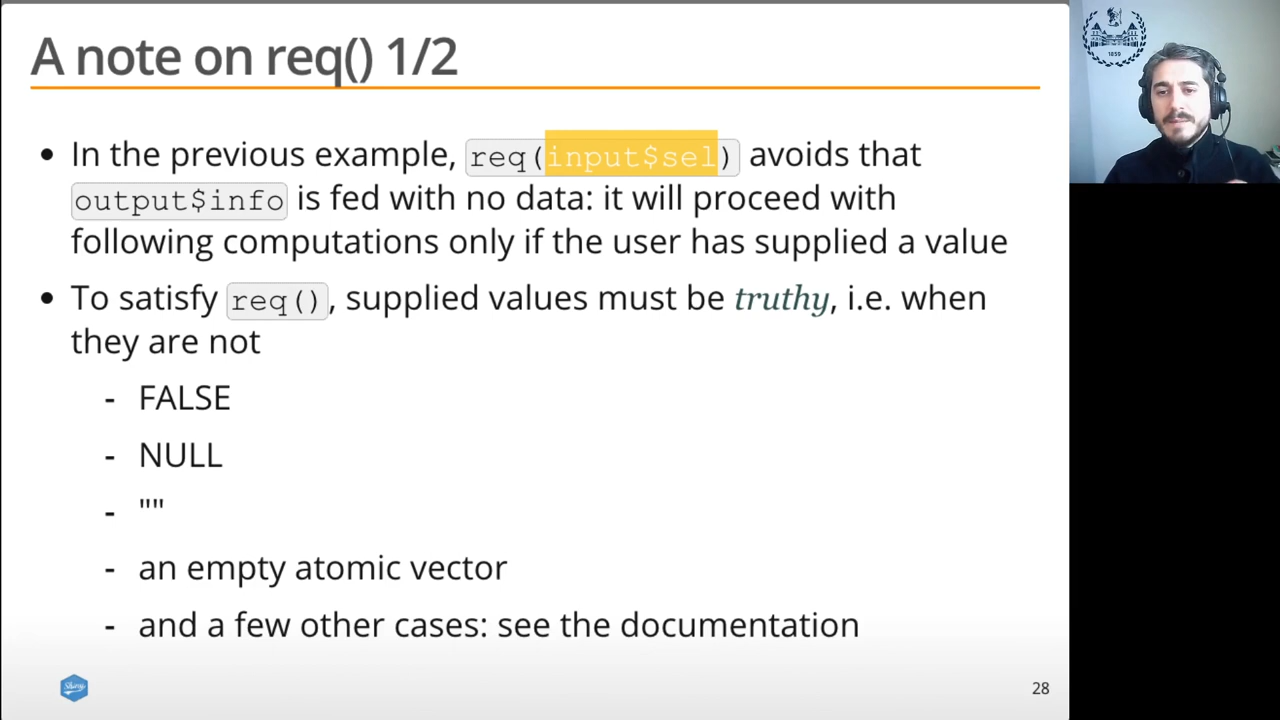 A note on req() 1/2
• In the previous example, req(input$sel) avoids that
output$info is fed with no data: it will proceed with
following computations only if the user has supplied a value
• To satisfy req(), supplied values must be truthy, i.e. when
they are not
- FALSE
- NULL
- ""
- an empty atomic vector
- and a few other cases: see the documentation
Shiny
28
1859